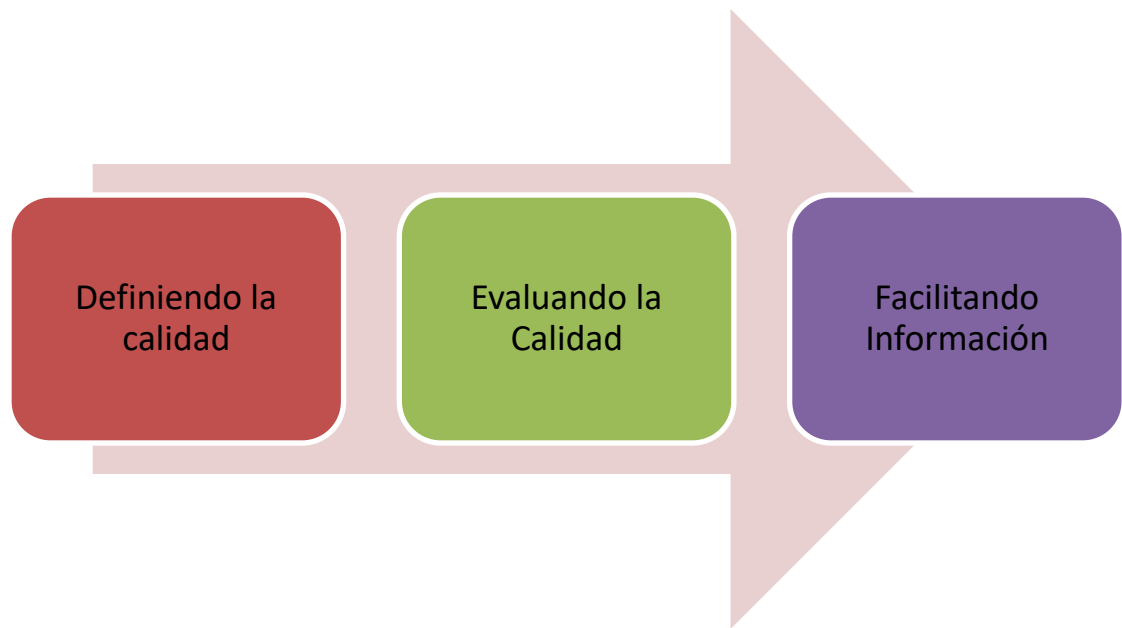 Definiendo la
calidad
Evaluando la
Calidad
Facilitando
Información